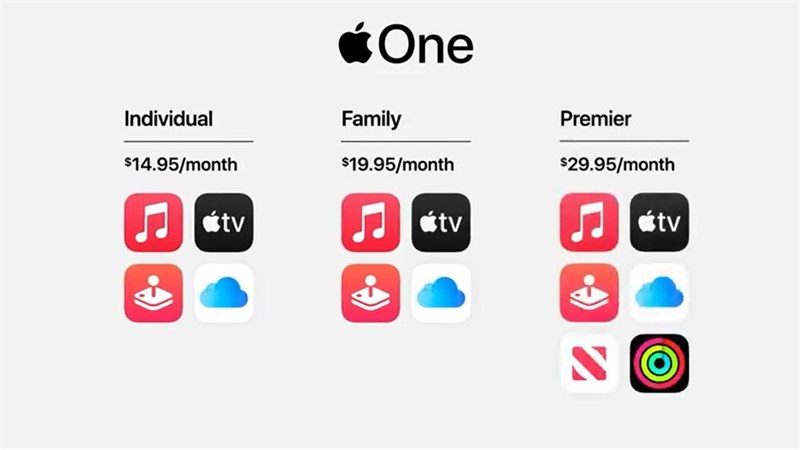 One
Individual
$14.95/month
tv
Family
$19.95/month
tv
Premier
$29.95/month
tv